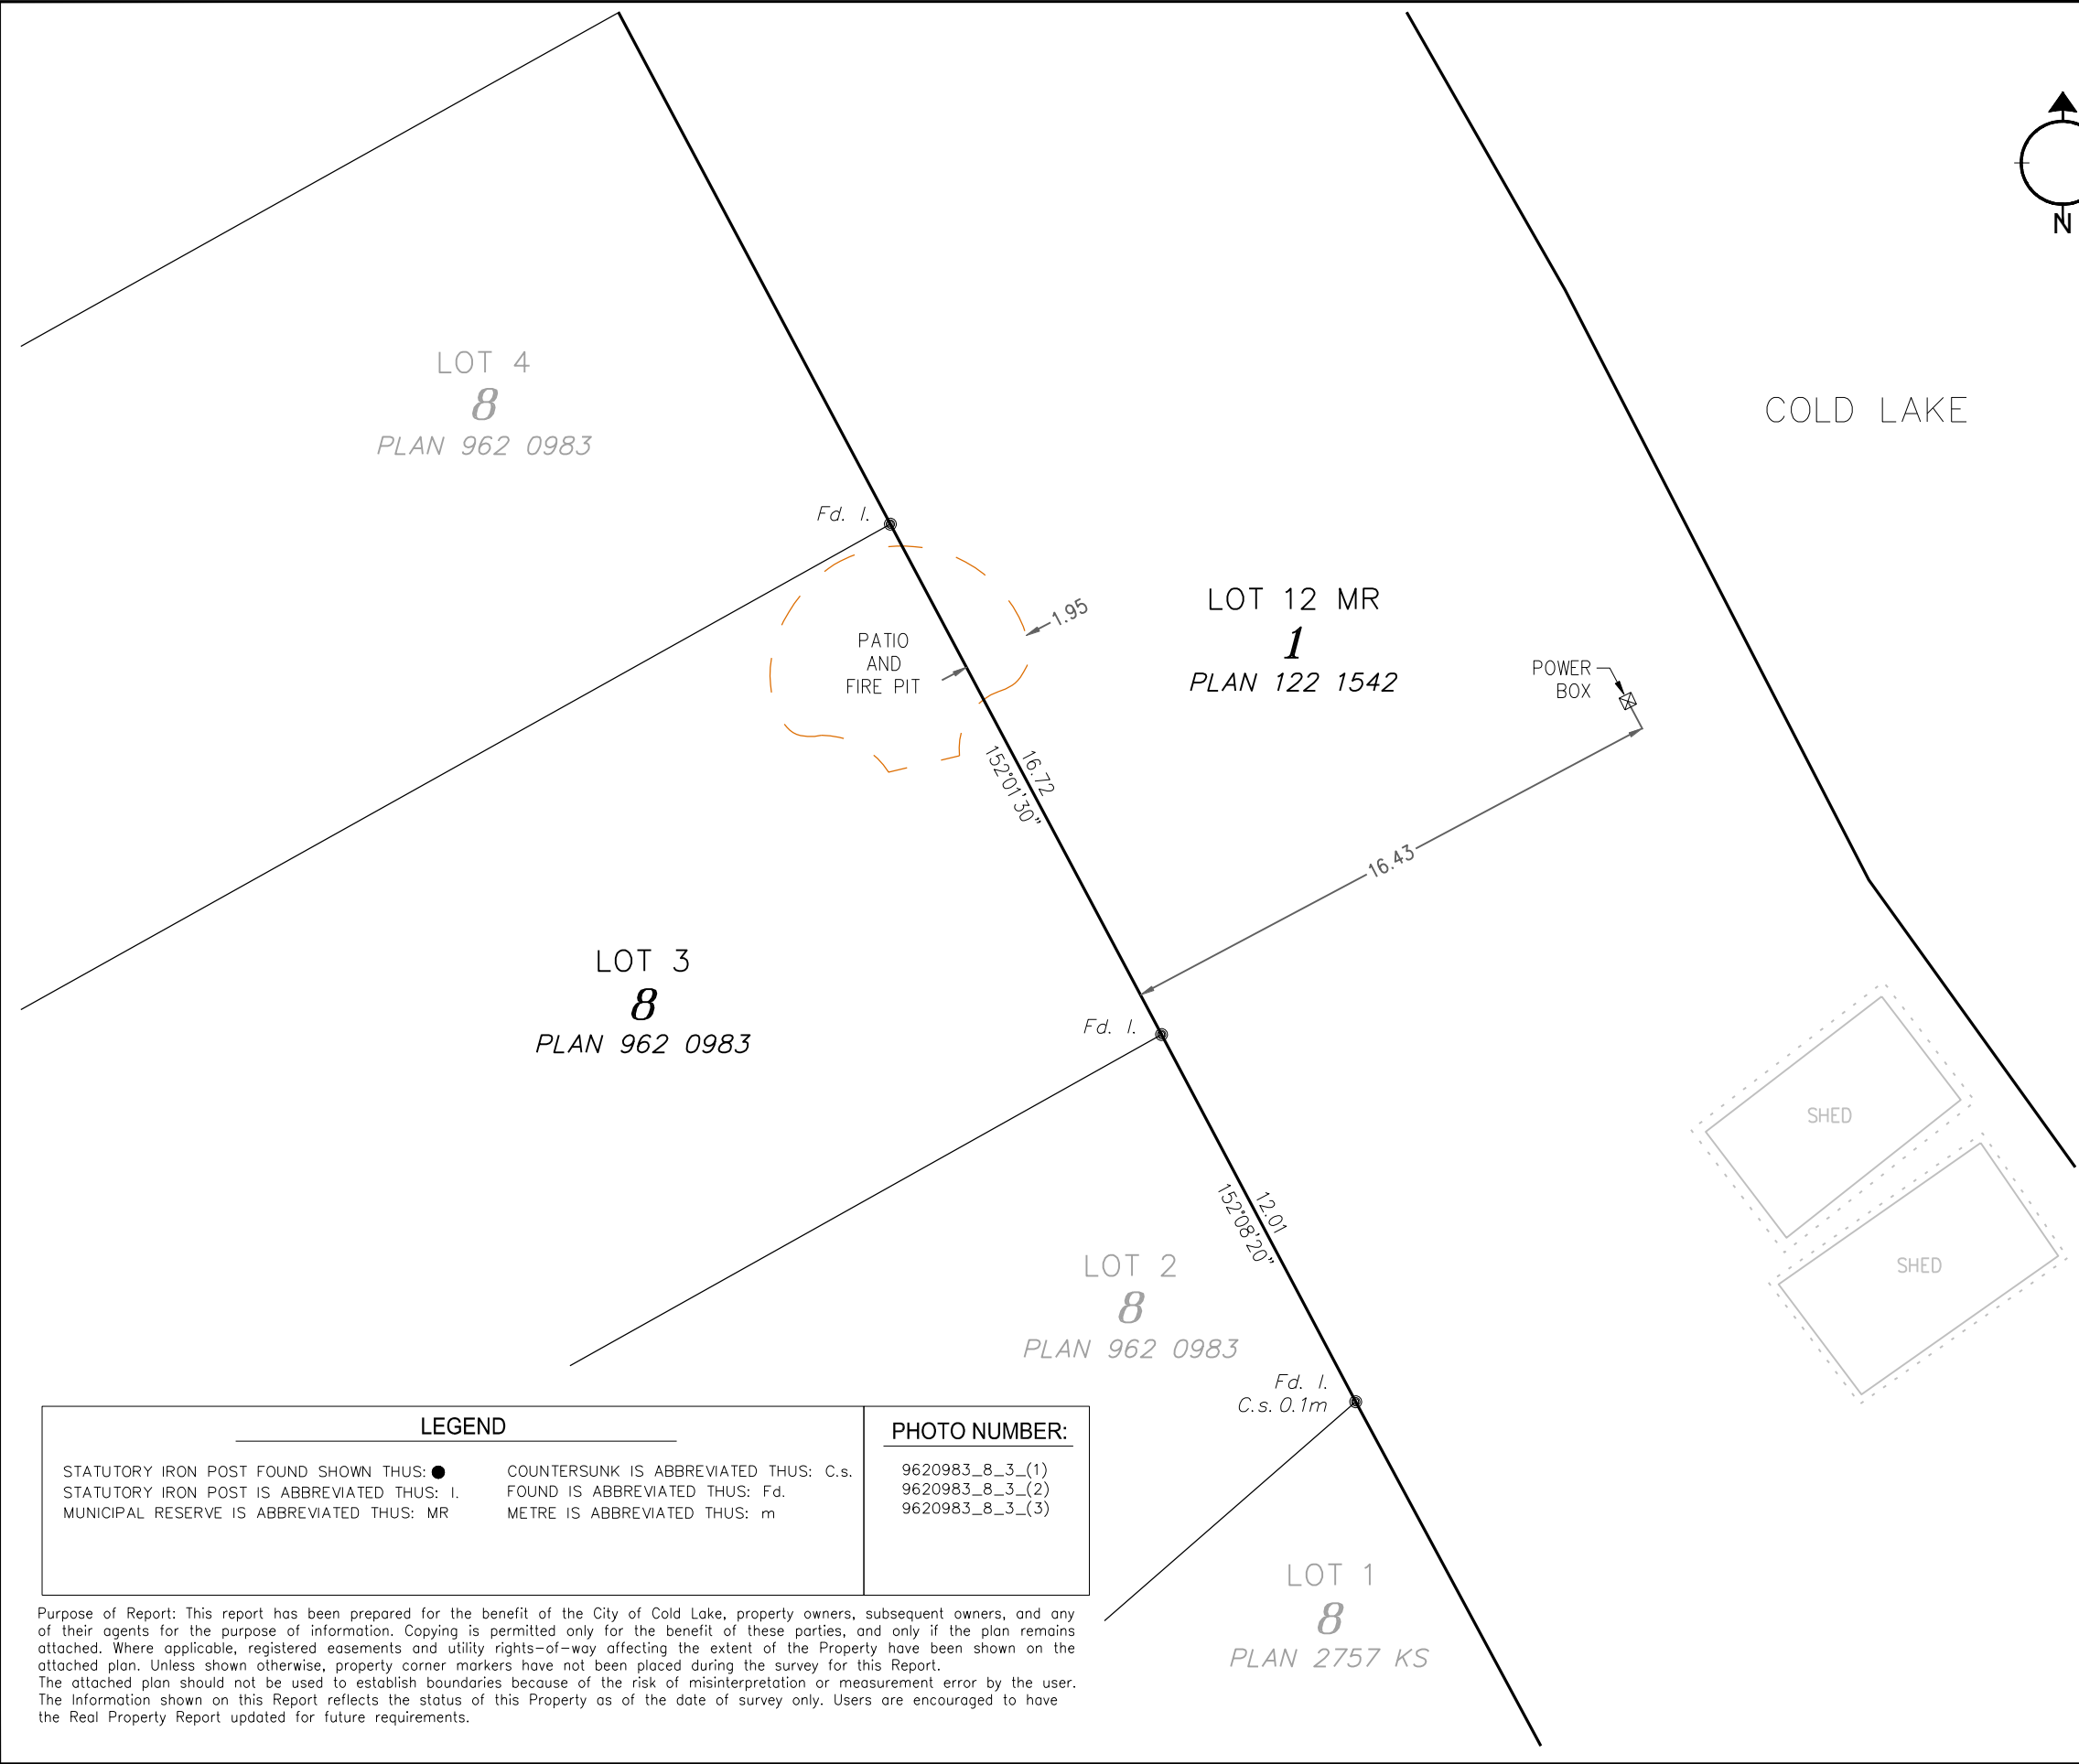 N
LOT 4
8
PLAN 962 0983
COLD LAKE
Fd. I.
1.95
LOT 12 MR
1
PLAN 122 1542
PATIO
AND
FIRE PIT
POWER
BOX
16.72
152°01'30"
16.43
LOT 3
8
PLAN 962 0983
Fd. I.
SHED
SHED
12.01
152°08'20"
LOT 2
8
PLAN 962 0983
Fd. I.
C.s. 0.1m
LEGEND
STATUTORY IRON POST FOUND SHOWN THUS:
STATUTORY IRON POST IS ABBREVIATED THUS: I.
MUNICIPAL RESERVE IS ABBREVIATED THUS: MR
COUNTERSUNK IS ABBREVIATED THUS: C.s.
FOUND IS ABBREVIATED THUS: Fd.
METRE IS ABBREVIATED THUS: m
PHOTO NUMBER:
9620983_8_3_(1)
9620983_8_3_(2)
9620983_8_3_(3)
LOT 1
8
PLAN 2757 KS
Purpose of Report: This report has been prepared for the benefit of the City of Cold Lake, property owners, subsequent owners, and any
of their agents for the purpose of information. Copying is permitted only for the benefit of these parties, and only if the plan remains
attached. Where applicable, registered easements and utility rights-of-way affecting the extent of the Property have been shown on the
attached plan. Unless shown otherwise, property corner markers have not been placed during the survey for this Report.
The attached plan should not be used to establish boundaries because of the risk of misinterpretation or measurement error by the user.
The Information shown on this Report reflects the status of this Property as of the date of survey only. Users are encouraged to have
the Real Property Report updated for future requirements.